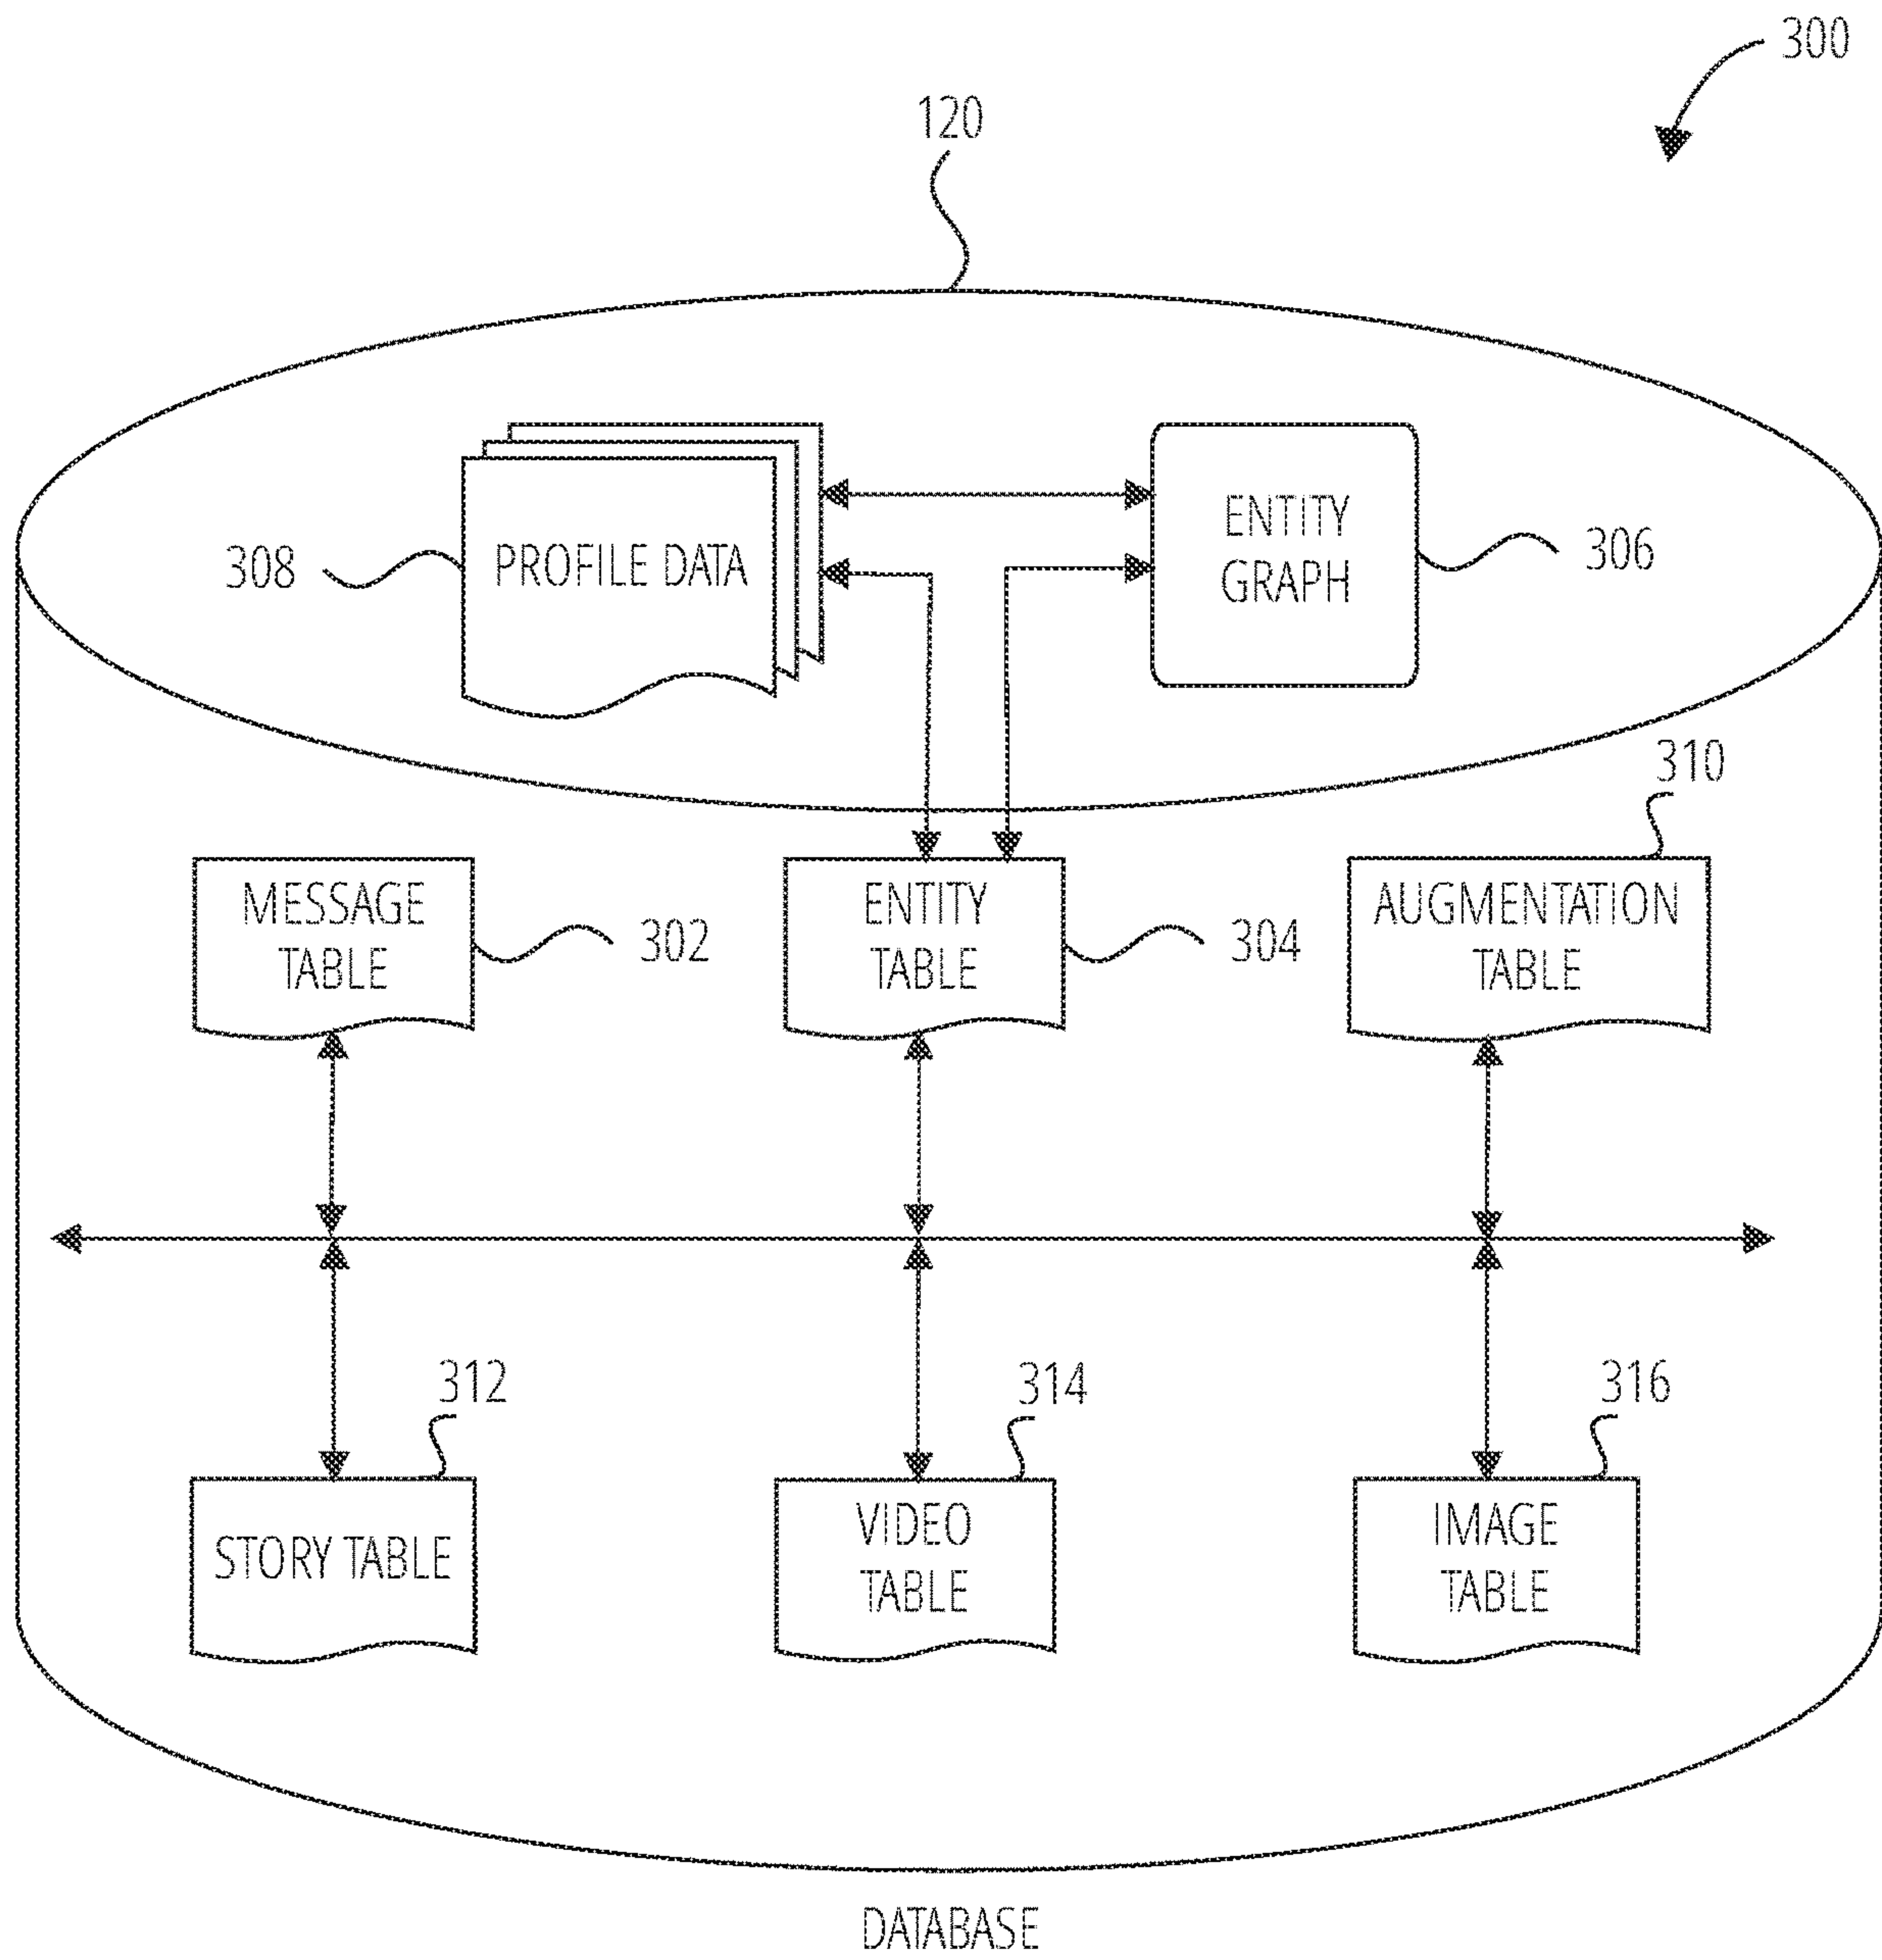 300
120
308
PROFILE DATA
ENTITY
GRAPH
306
310
MESSAGE
TABLE
302
ENTITY
TABLE
304
AUGMENTATION
TABLE
312
314
316
STORY TABLE
VIDEO
TABLE
IMAGE
TABLE
DATABASE